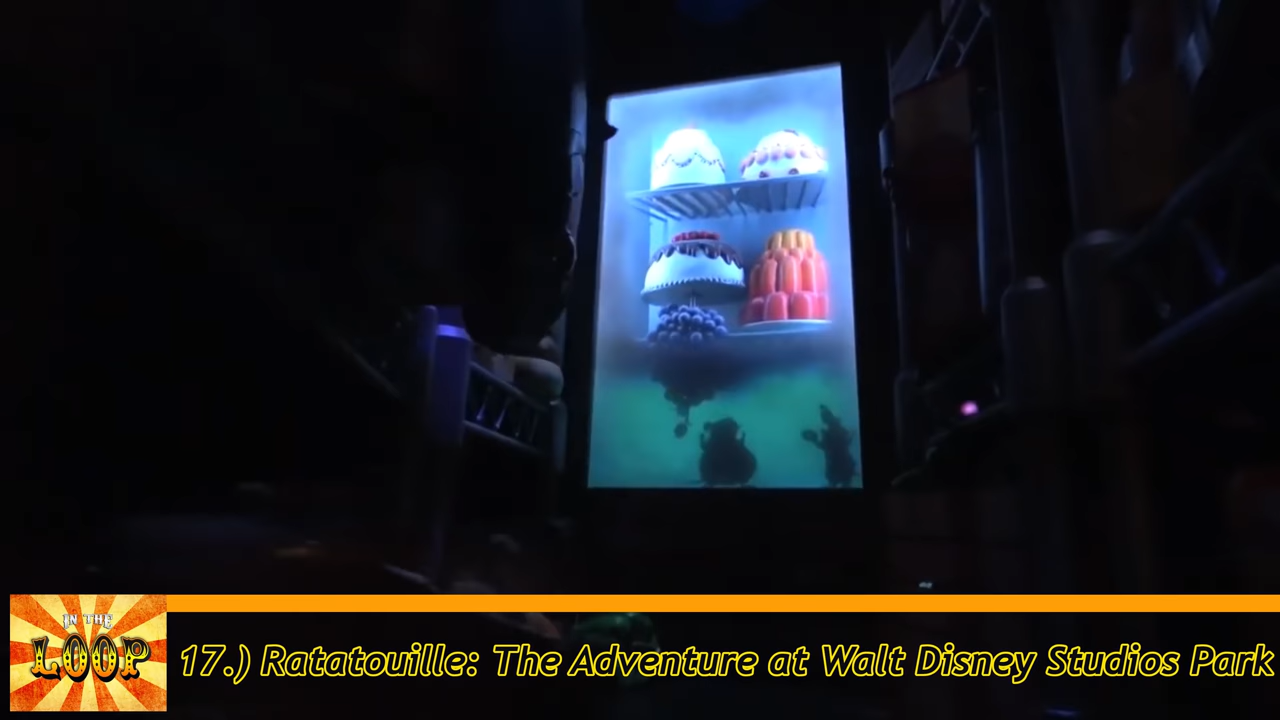 IN THE
LOOP
17.) Ratatouille: The Adventure at Walt Disney Studios Park